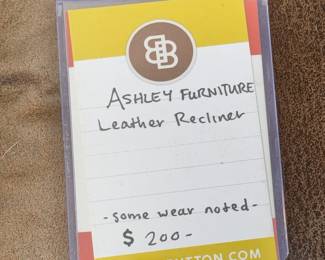 ASHLEY FURNITURE
Leather Recliner
- some wear noted -
$ 200-